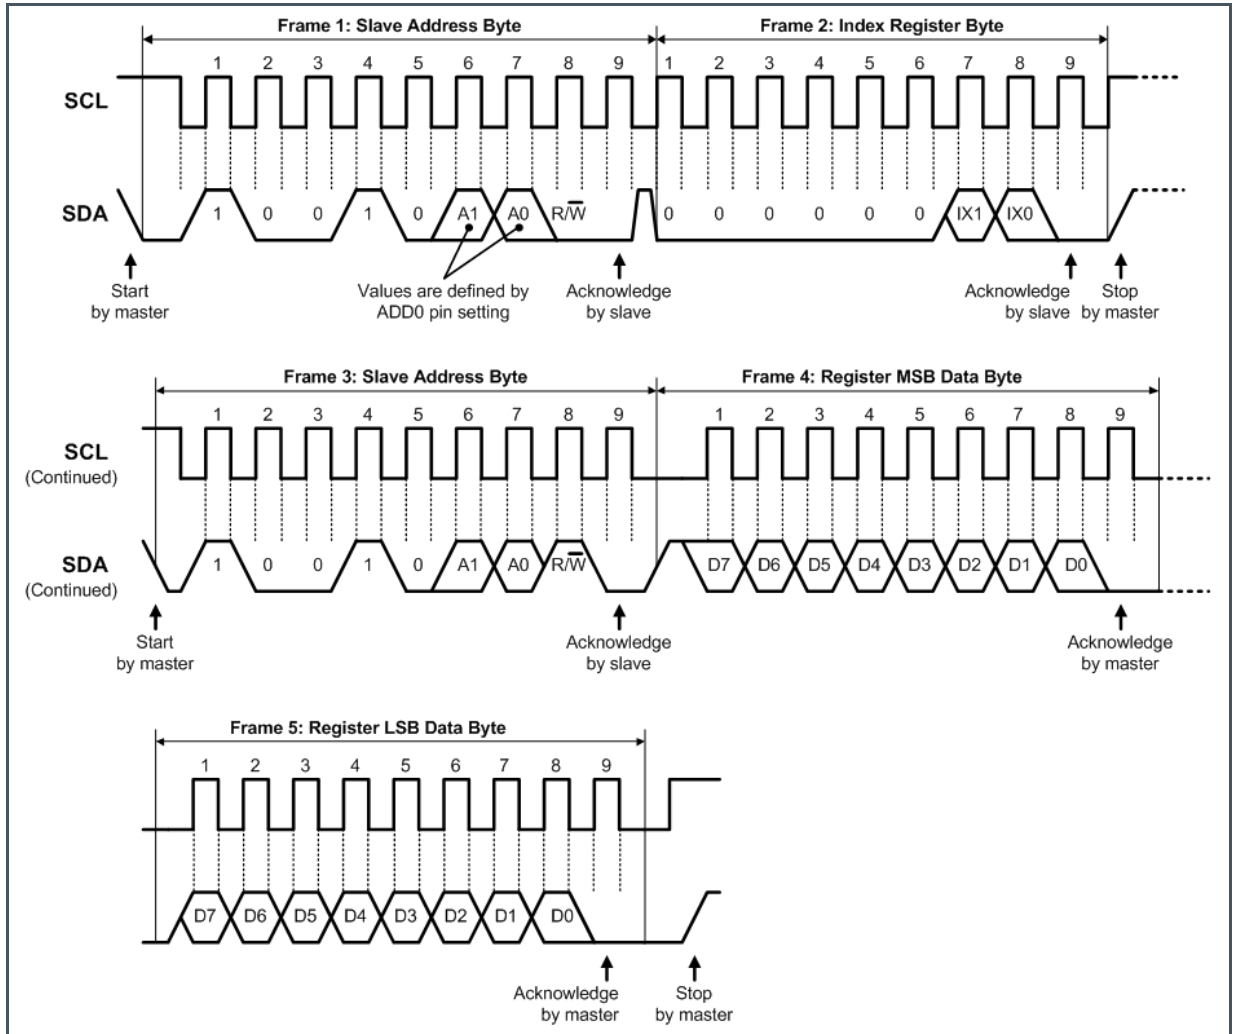 Frame 1: Slave Address Byte Frame 2: Index Register Byte
1 2 3 4 5 6 7 8 9 1 2 3 4 5 6 7 8 9
SCL
SDA 1 0 0 1 0 A1 A0 R/W̅ 0 0 0 0 0 0 IX1 IX0
Start by master
Values are defined by ADD0 pin setting
Acknowledge by slave
Acknowledge by slave
Stop by master
Frame 3: Slave Address Byte Frame 4: Register MSB Data Byte
1 2 3 4 5 6 7 8 9 1 2 3 4 5 6 7 8 9
SCL
(Continued)
SDA 1 0 0 1 0 A1 A0 R/W̅ D7 D6 D5 D4 D3 D2 D1 D0
(Continued)
Start by master
Acknowledge by slave
Acknowledge by master
Frame 5: Register LSB Data Byte
1 2 3 4 5 6 7 8 9
D7 D6 D5 D4 D3 D2 D1 D0
Acknowledge by master
Stop by master